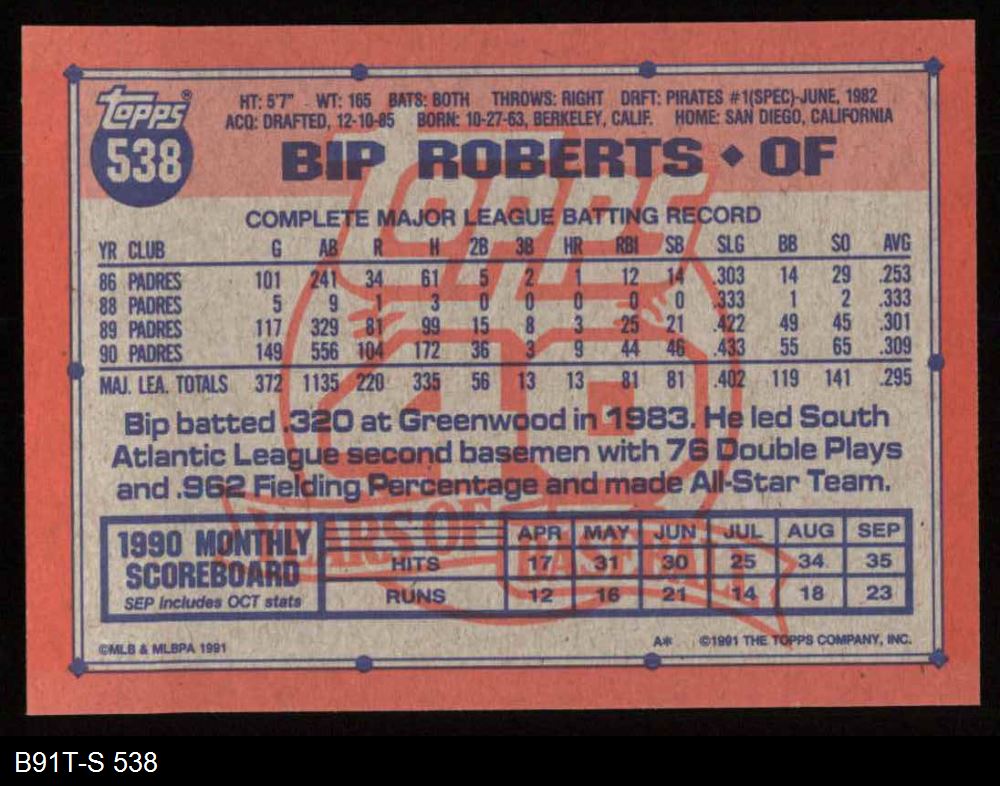 Topps®
538
HT: 5'7" WT: 165 BATS: BOTH THROWS: RIGHT DRFT: PIRATES #1(SPEC)-JUNE, 1982
ACQ: DRAFTED, 12-10-85 BORN: 10-27-63, BERKELEY, CALIF. HOME: SAN DIEGO, CALIFORNIA
BIP ROBERTS ◆ OF
Topps
40
YEARS OF BASEBALL
COMPLETE MAJOR LEAGUE BATTING RECORD
YR CLUB G AB R H 2B 3B HR RBI SB SLG BB SO AVG
86 PADRES 101 241 34 61 5 2 1 12 14 .303 14 29 .253
88 PADRES 5 9 1 3 0 0 0 0 0 .333 1 2 .333
89 PADRES 117 329 81 99 15 8 3 25 21 .422 49 45 .301
90 PADRES 149 556 104 172 36 3 9 44 46 .433 55 65 .309
MAJ. LEA. TOTALS 372 1135 220 335 56 13 13 81 81 .402 119 141 .295
Bip batted .320 at Greenwood in 1983. He led South
Atlantic League second basemen with 76 Double Plays
and .962 Fielding Percentage and made All-Star Team.
1990 MONTHLY
SCOREBOARD
SEP Includes OCT stats
APR MAY JUN JUL AUG SEP
HITS 17 31 30 25 34 35
RUNS 12 16 21 14 18 23
©MLB & MLBPA 1991
A* ©1991 THE TOPPS COMPANY, INC.
B91T-S 538